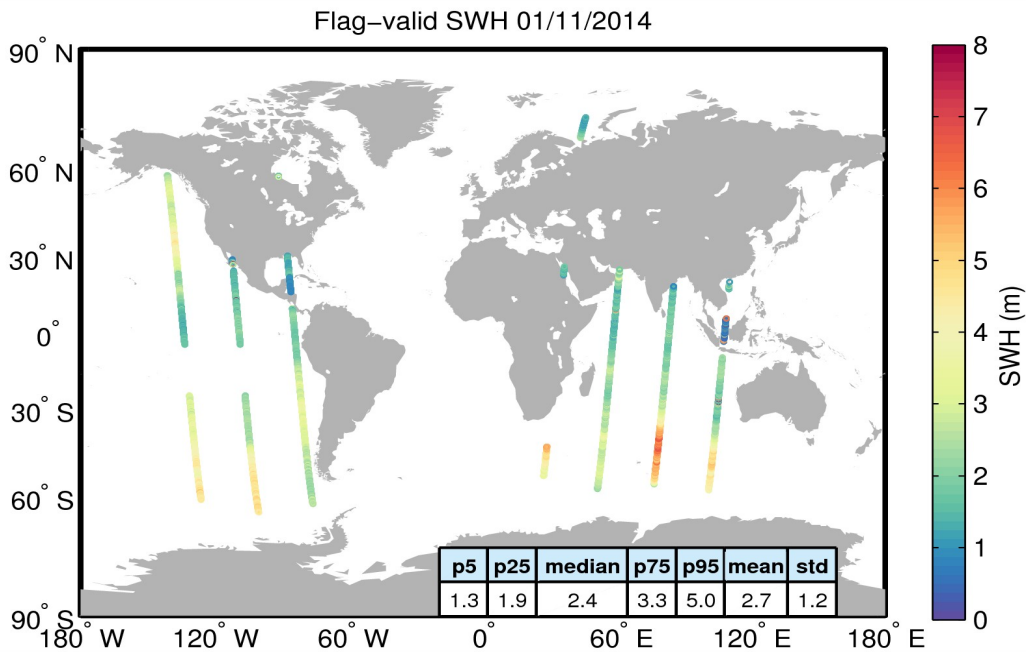 Flag−valid SWH 01/11/2014
90° N
60° N
30° N
0°
30° S
60° S
90° S
180° W
120° W
60° W
0°
60° E
120° E
180° E
p5 p25 median p75 p95 mean std
1.3 1.9 2.4 3.3 5.0 2.7 1.2
8
7
6
5
4
3
2
1
0
SWH (m)